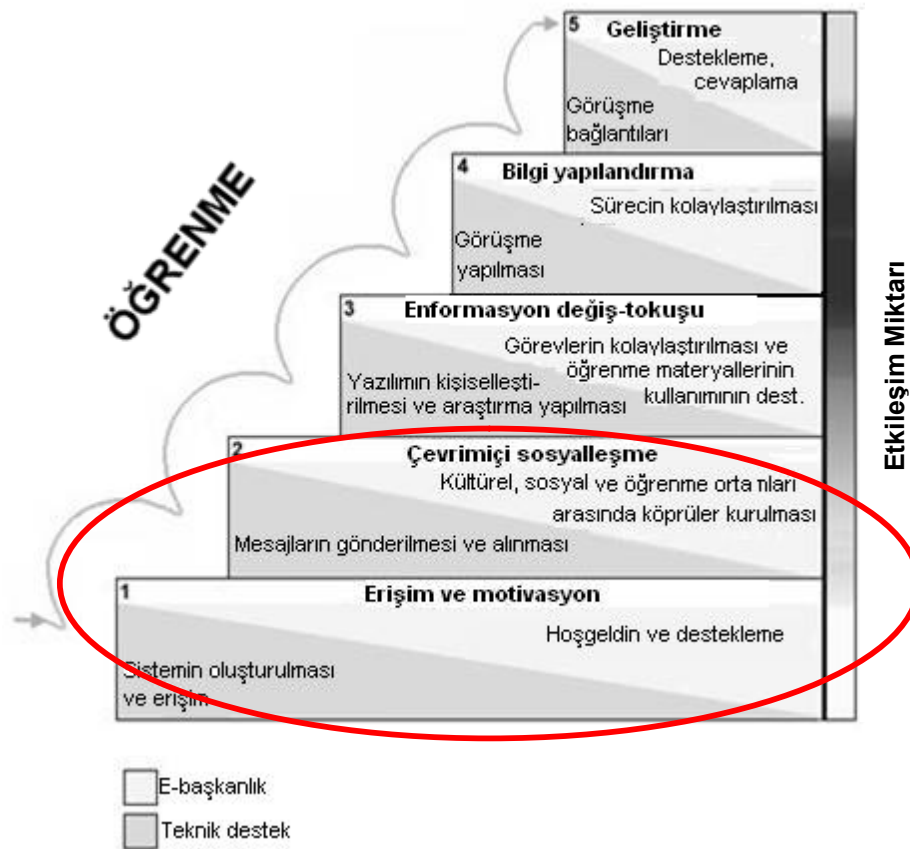 5 Geliştirme
Destekleme,
cevaplama
Görüşme
bağlantıları
4 Bilgi yapılandırma
Sürecin kolaylaştırılması
Görüşme
yapılması
3 Enformasyon değiş-tokuşu
Görevlerin kolaylaştırılması ve
öğrenme materyallerinin
kullanımının dest.
Yazılımın kişiselleşti-
rilmesi ve araştırma yapılması
2 Çevrimiçi sosyalleşme
Kültürel, sosyal ve öğrenme orta nları
arasında köprüler kurulması
Mesajların gönderilmesi ve alınması
1 Erişim ve motivasyon
Hoşgeldin ve destekleme
Sistemin oluşturulması
ve erişim
ÖĞRENME
Etkileşim Miktarı
E-başkanlık
Teknik destek